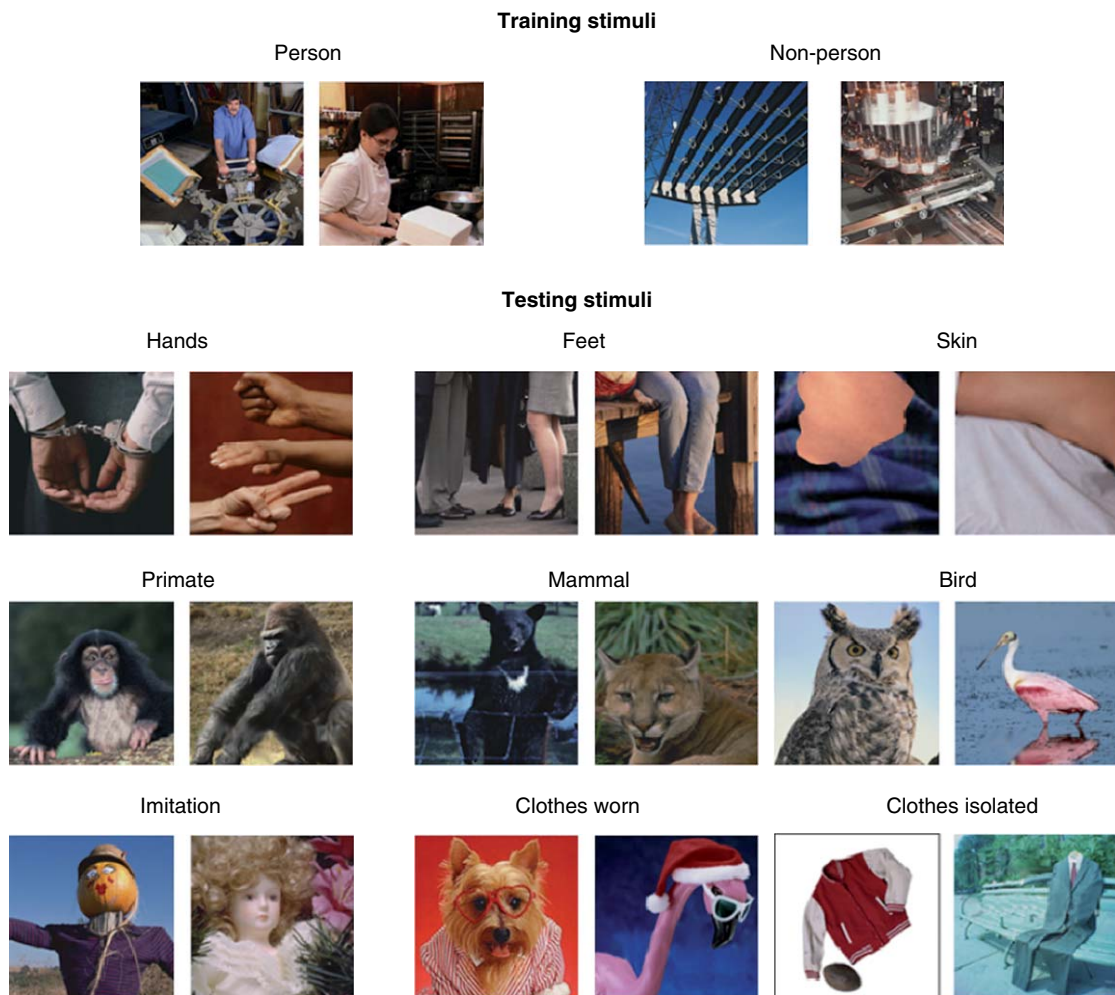 Training stimuli
Person Non-person
Testing stimuli
Hands Feet Skin
Primate Mammal Bird
Imitation Clothes worn Clothes isolated